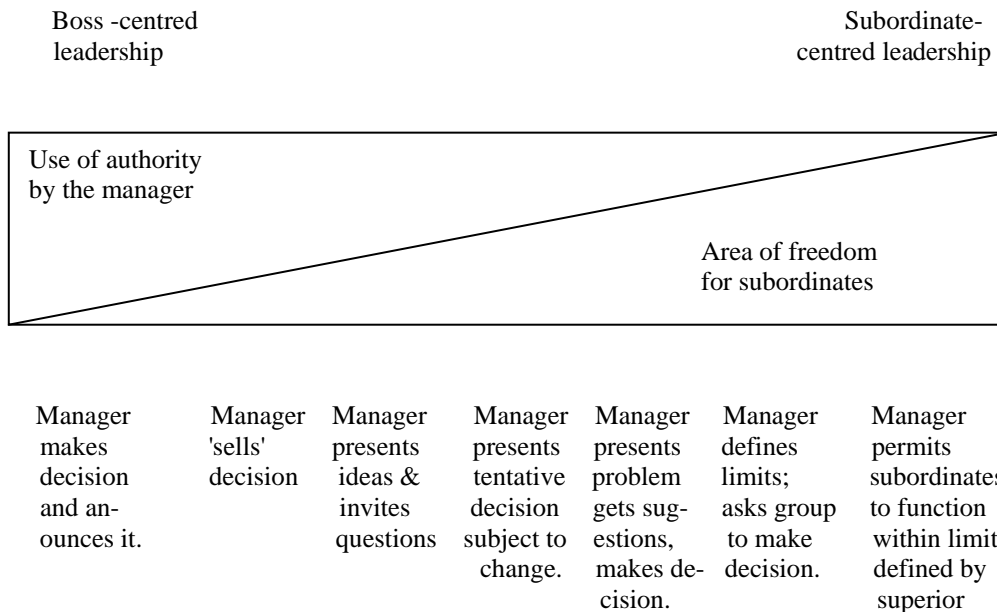 Boss -centred
leadership
Subordinate-
centred leadership
Use of authority
by the manager
Area of freedom
for subordinates
Manager
makes
decision
and an-
ounces it.
Manager
'sells'
decision
Manager
presents
ideas &
invites
questions
Manager
presents
tentative
decision
subject to
change.
Manager
presents
problem
gets sug-
estions,
makes de-
cision.
Manager
defines
limits;
asks group
to make
decision.
Manager
permits
subordinates
to function
within limit
defined by
superior